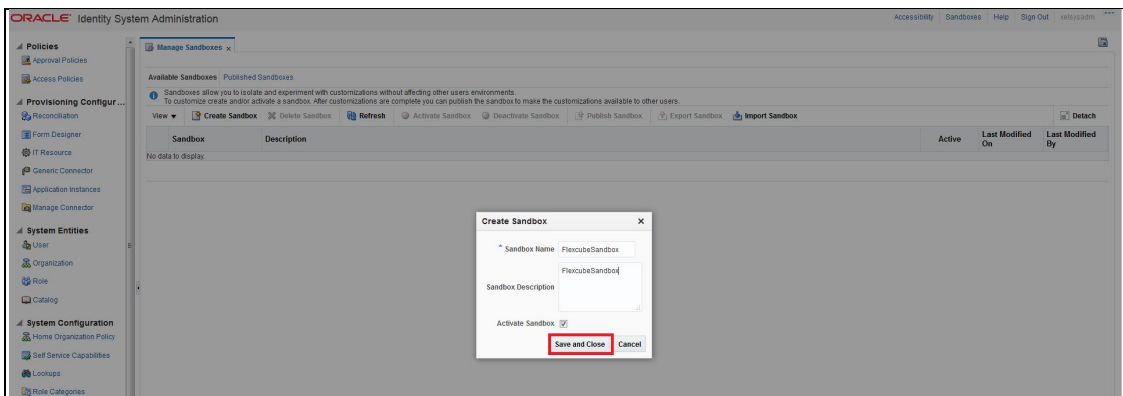 ORACLE Identity System Administration
Accessibility Sandboxes Help Sign Out xelsysadm
Policies
Approval Policies
Access Policies
Provisioning Configur...
Reconciliation
Form Designer
IT Resource
Generic Connector
Application Instances
Manage Connector
System Entities
User
Organization
Role
Catalog
System Configuration
Home Organization Policy
Self Service Capabilities
Lookups
Role Categories
Manage Sandboxes x
Available Sandboxes Published Sandboxes
Sandboxes allow you to isolate and experiment with customizations without affecting other users environments.
To customize create and/or activate a sandbox. After customizations are complete you can publish the sandbox to make the customizations available to other users.
View Create Sandbox Delete Sandbox Refresh Activate Sandbox Deactivate Sandbox Publish Sandbox Export Sandbox Import Sandbox Detach
Sandbox Description Active Last Modified On Last Modified By
No data to display.
Create Sandbox x
* Sandbox Name FlexcubeSandbox
Sandbox Description FlexcubeSandbox
Activate Sandbox
Save and Close Cancel